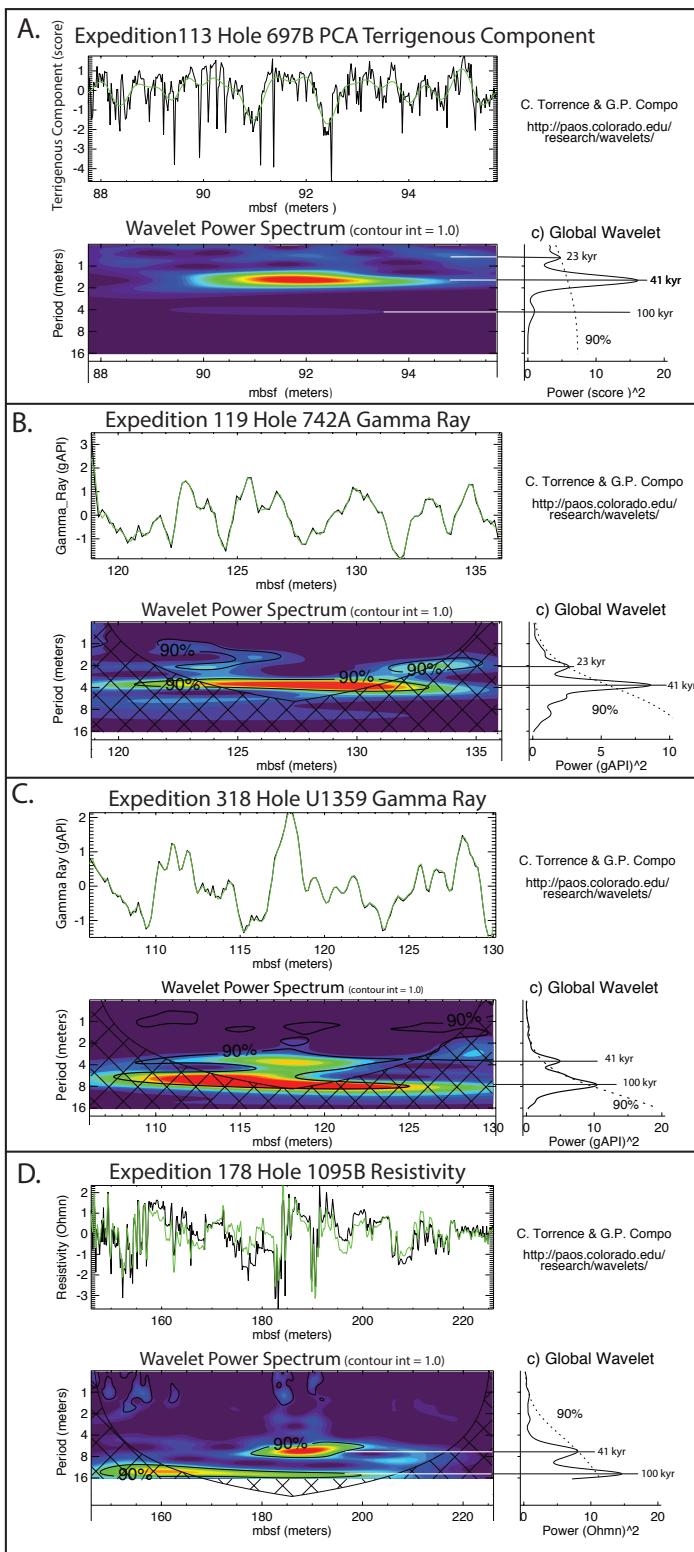 A.
Expedition113 Hole 697B PCA Terrigenous Component
Terrigenous Component (score)
1
0
-1
-2
-4
88 90 92 94
mbsf (meters)
C. Torrence & G.P. Compo
http://paos.colorado.edu/
research/wavelets/
Wavelet Power Spectrum (contour int = 1.0)
c) Global Wavelet
Period (meters)
1
2
4
8
16
88 90 92 94
mbsf (meters)
23 kyr
41 kyr
100 kyr
90%
0 10 20
Power (score )^2
B.
Expedition 119 Hole 742A Gamma Ray
Gamma_Ray (gAPI)
3
2
1
0
-1
120 125 130 135
mbsf (meters)
C. Torrence & G.P. Compo
http://paos.colorado.edu/
research/wavelets/
Wavelet Power Spectrum (contour int = 1.0)
c) Global Wavelet
Period (meters)
1
2
4
8
16
90%
90%
90%
90%
120 125 130 135
mbsf (meters)
23 kyr
41 kyr
90%
0 5 10
Power (gAPI)^2
C.
Expedition 318 Hole U1359 Gamma Ray
Gamma Ray (gAPI)
2
1
0
-1
110 115 120 125 130
mbsf (meters)
C. Torrence & G.P. Compo
http://paos.colorado.edu/
research/wavelets/
Wavelet Power Spectrum (contour int = 1.0)
c) Global Wavelet
Period (meters)
1
2
4
8
16
90%
90%
110 115 120 125 130
mbsf (meters)
41 kyr
100 kyr
90%
0 10 20
Power (gAPI)^2
D.
Expedition 178 Hole 1095B Resistivity
Resistivity (Ohmn)
2
1
0
-1
-2
-3
160 180 200 220
mbsf (meters)
C. Torrence & G.P. Compo
http://paos.colorado.edu/
research/wavelets/
Wavelet Power Spectrum (contour int = 1.0)
c) Global Wavelet
Period (meters)
1
2
4
8
16
90%
90%
160 180 200 220
mbsf (meters)
90%
41 kyr
100 kyr
0 10 20
Power (Ohmn)^2